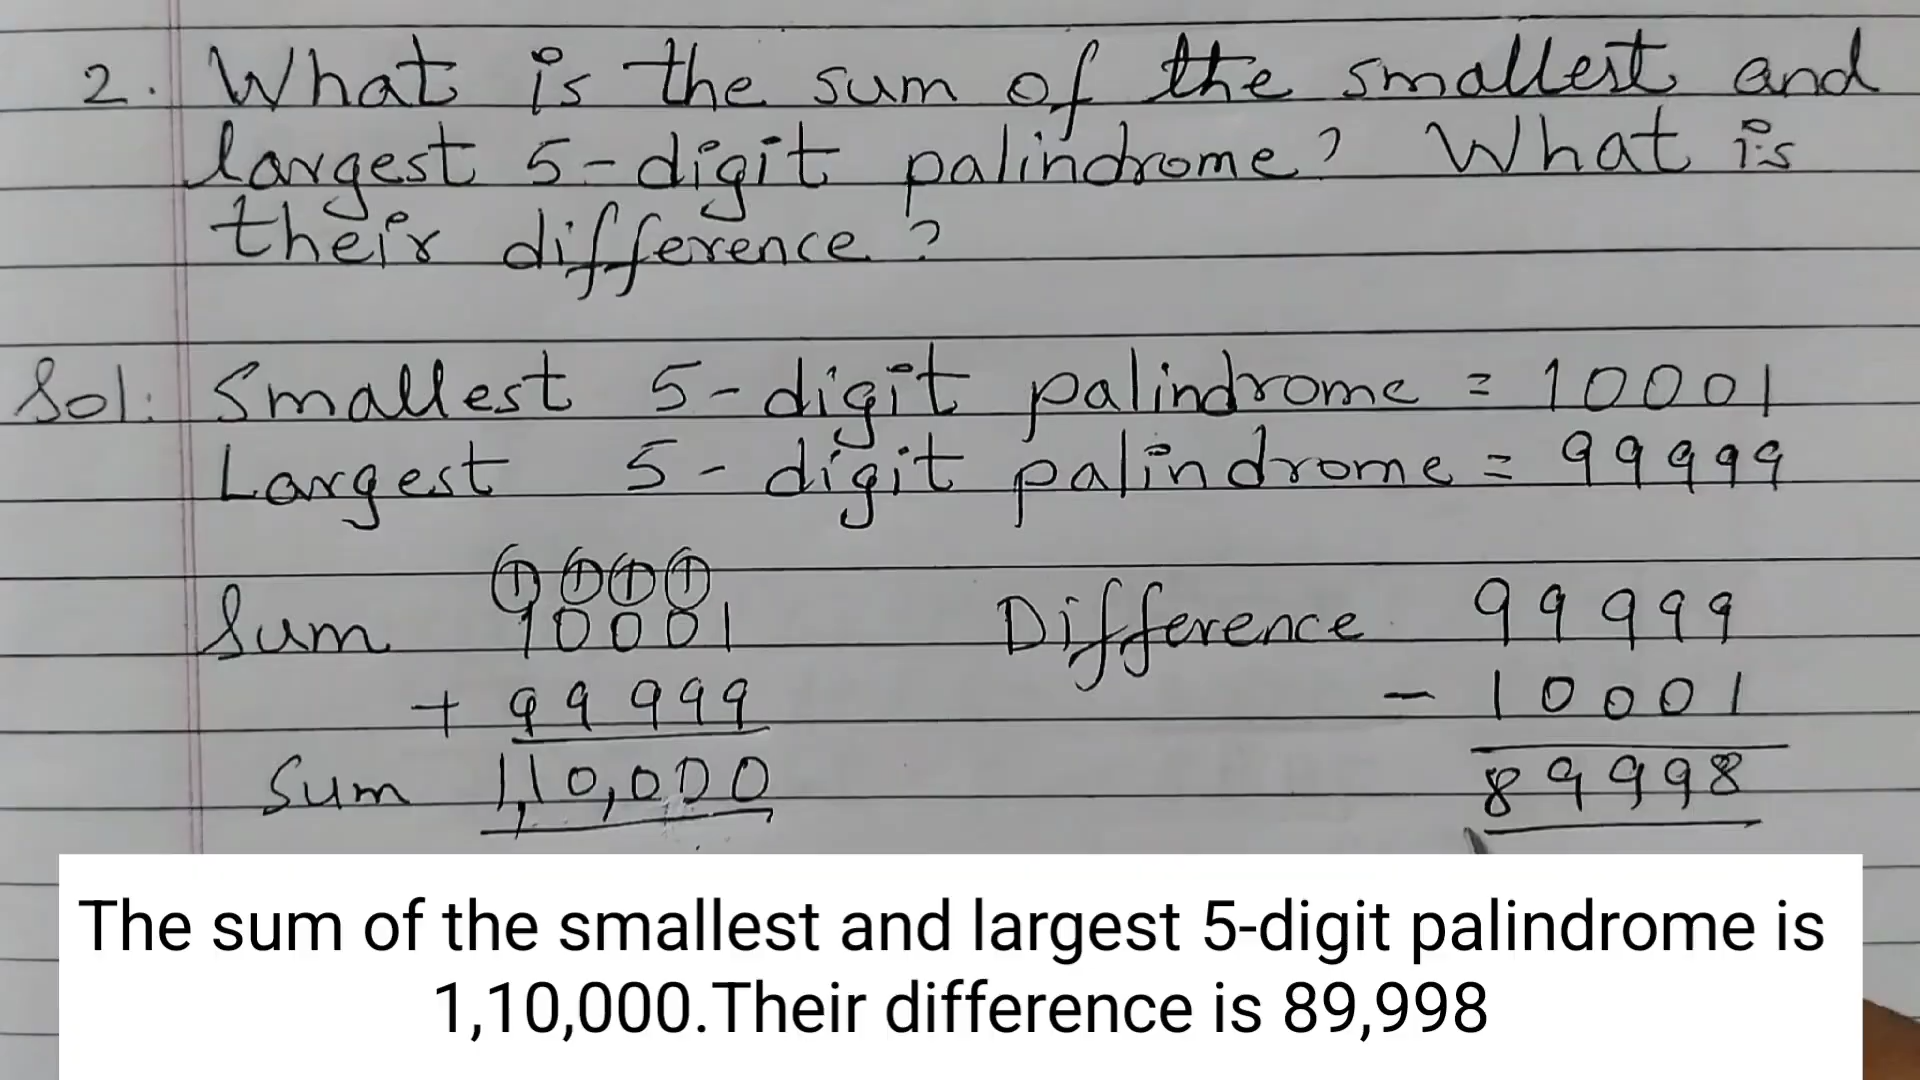 2. What is the sum of the smallest and
largest 5-digit palindrome? What is
their difference?
Sol: Smallest 5-digit palindrome = 10001
Largest 5-digit palindrome = 99999
1 1 1 1
Sum 10001
+ 99999
Sum 1,10,000
Difference 99999
- 10001
89998
The sum of the smallest and largest 5-digit palindrome is
1,10,000.Their difference is 89,998